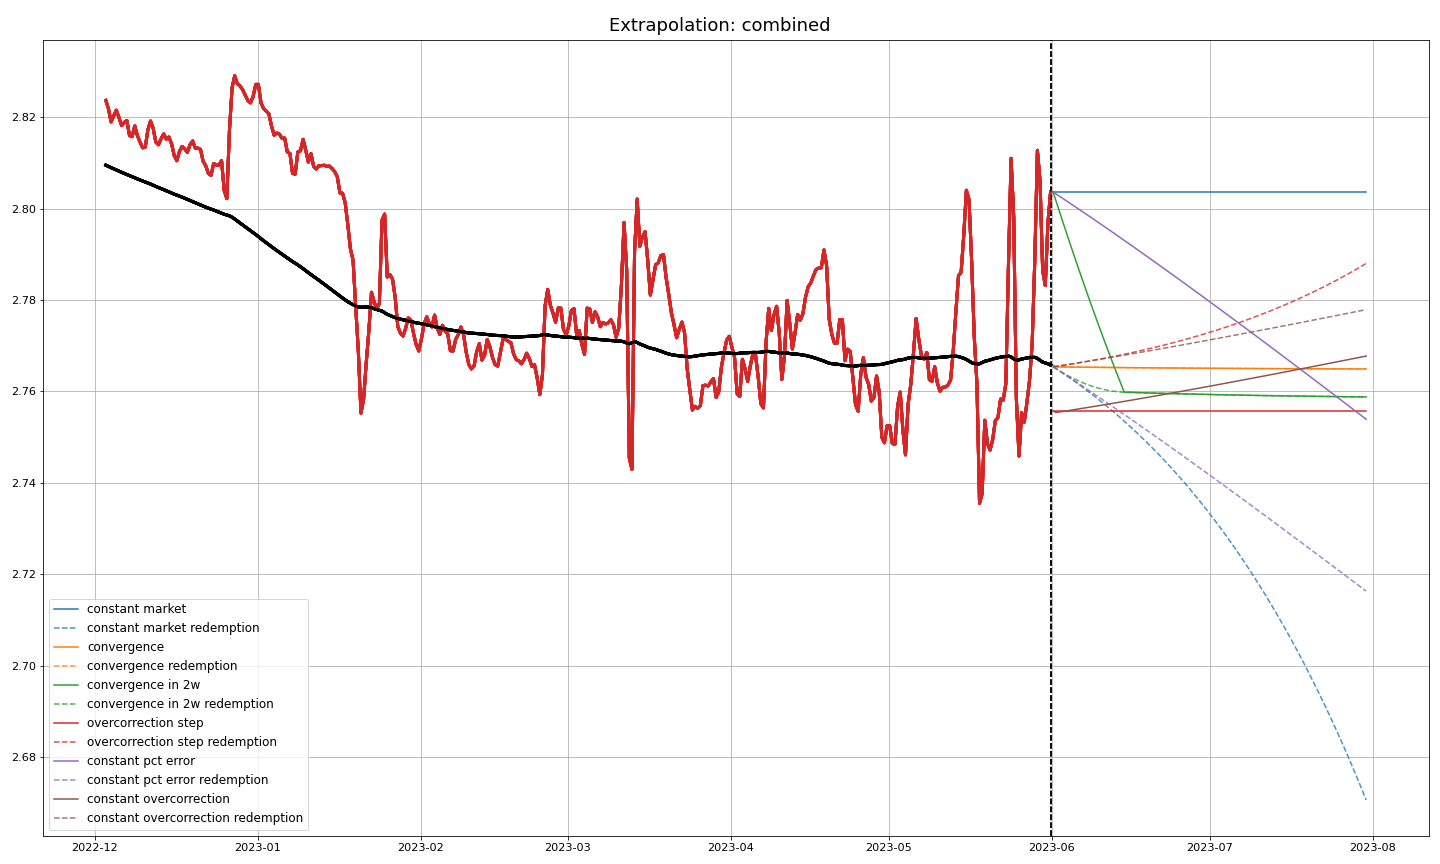 Extrapolation: combined
2.82
2.80
2.78
2.76
2.74
2.72
2.70
2.68
constant market
constant market redemption
convergence
convergence redemption
convergence in 2w
convergence in 2w redemption
overcorrection step
overcorrection step redemption
constant pct error
constant pct error redemption
constant overcorrection
constant overcorrection redemption
2022-12 2023-01 2023-02 2023-03 2023-04 2023-05 2023-06 2023-07 2023-08